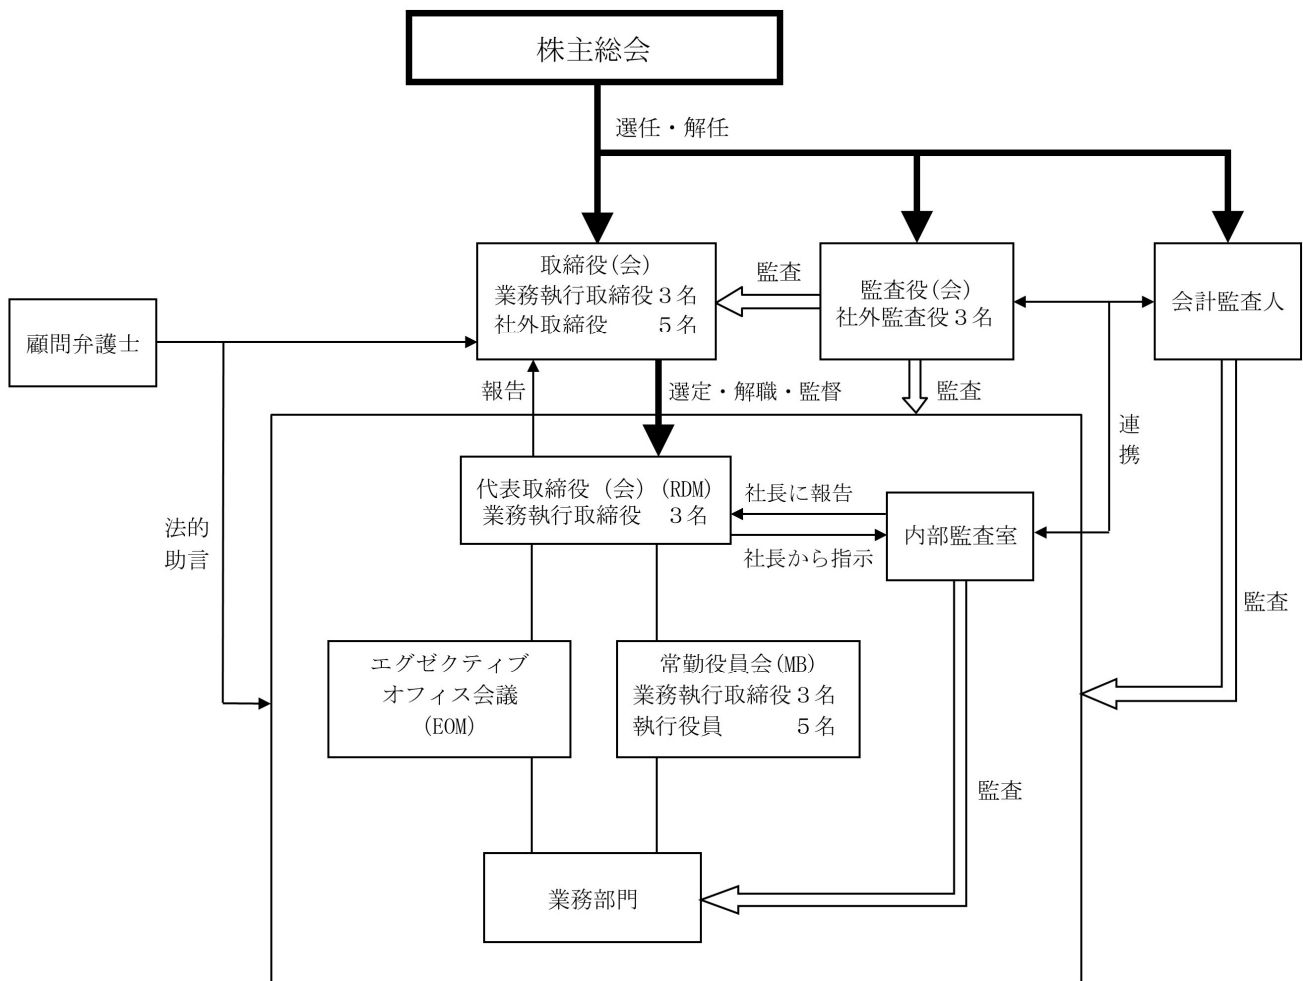 株主総会
選任・解任
取締役(会)
業務執行取締役３名
社外取締役　　５名
監査
監査役(会)
社外監査役３名
会計監査人
顧問弁護士
報告
選定・解職・監督
監査
連
携
代表取締役（会）(RDM)
業務執行取締役　３名
社長に報告
社長から指示
内部監査室
法的
助言
監査
エグゼクティブ
オフィス会議
(EOM)
常勤役員会(MB)
業務執行取締役３名
執行役員　　　５名
監査
業務部門